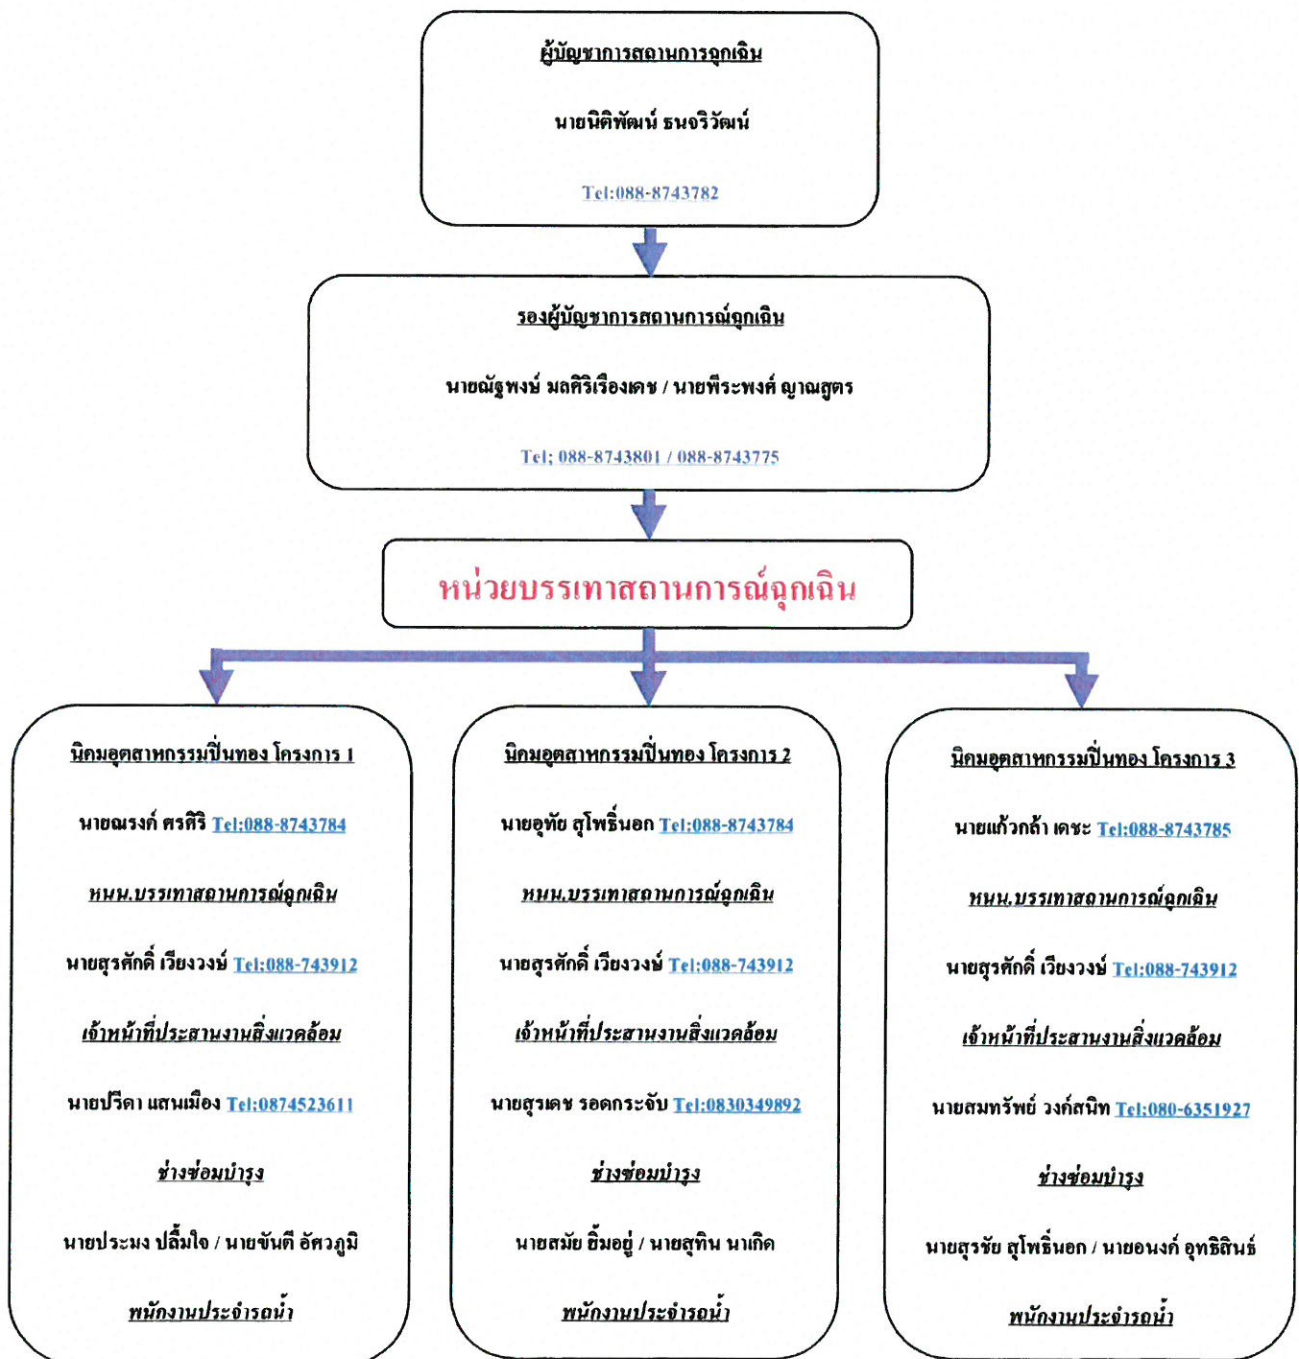 ผู้บัญชาการสถานการฉุกเฉิน
นายนิติพัฒน์ ธนจริวัฒน์
Tel:088-8743782
รองผู้บัญชาการสถานการณ์ฉุกเฉิน
นายณัฐพงษ์ มลศิริเรืองเดช / นายพีระพงศ์ ญาณสูตร
Tel; 088-8743801 / 088-8743775
หน่วยบรรเทาสถานการณ์ฉุกเฉิน
นิคมอุตสาหกรรมปิ่นทอง โครงการ 1
นายณรงค์ ศรศิริ Tel:088-8743784
หนน.บรรเทาสถานการณ์ฉุกเฉิน
นายสุรศักดิ์ เวียงวงษ์ Tel:088-743912
เจ้าหน้าที่ประสานงานสิ่งแวดล้อม
นายปรีดา แสนเมือง Tel:0874523611
ช่างซ่อมบำรุง
นายประมง ปลื้มใจ / นายขันตี อัศวภูมิ
พนักงานประจำรถน้ำ
นิคมอุตสาหกรรมปิ่นทอง โครงการ 2
นายอุทัย สุโพธิ์นอก Tel:088-8743784
หนน.บรรเทาสถานการณ์ฉุกเฉิน
นายสุรศักดิ์ เวียงวงษ์ Tel:088-743912
เจ้าหน้าที่ประสานงานสิ่งแวดล้อม
นายสุรเดช รอดกระจับ Tel:0830349892
ช่างซ่อมบำรุง
นายสมัย ยิ้มอยู่ / นายสุทิน นาเกิด
พนักงานประจำรถน้ำ
นิคมอุตสาหกรรมปิ่นทอง โครงการ 3
นายแก้วกล้า เดชะ Tel:088-8743785
หนน.บรรเทาสถานการณ์ฉุกเฉิน
นายสุรศักดิ์ เวียงวงษ์ Tel:088-743912
เจ้าหน้าที่ประสานงานสิ่งแวดล้อม
นายสมทรัพย์ วงค์สนิท Tel:080-6351927
ช่างซ่อมบำรุง
นายสุรชัย สุโพธิ์นอก / นายอนงค์ อุทธิสินธ์
พนักงานประจำรถน้ำ